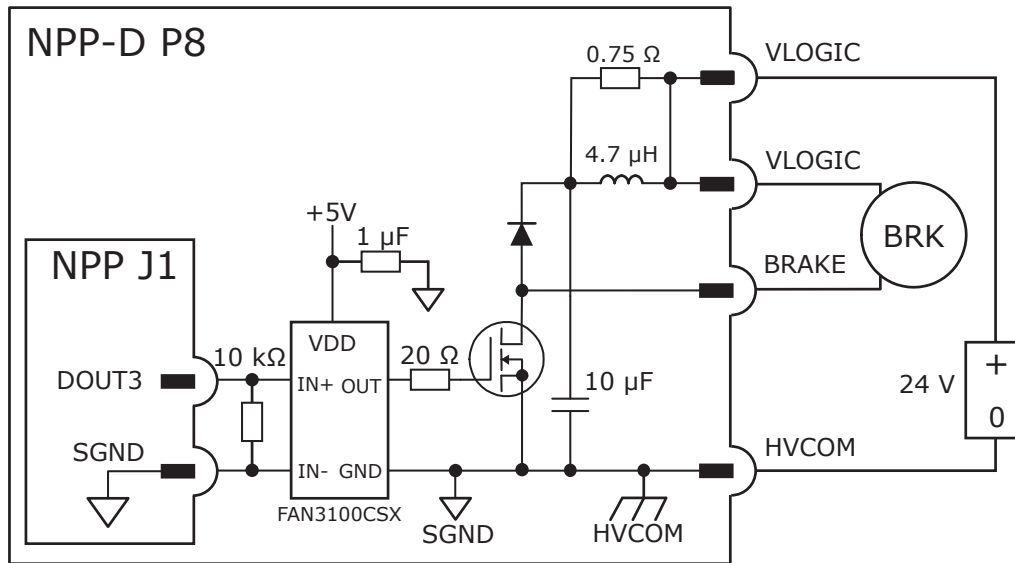 NPP-D P8
0.75 Ω
VLOGIC
4.7 µH
VLOGIC
+5V
1 µF
BRK
NPP J1
BRAKE
VDD
10 kΩ
20 Ω
DOUT3
IN+ OUT
10 µF
24 V
+
0
SGND
IN- GND
HVCOM
FAN3100CSX
SGND
HVCOM